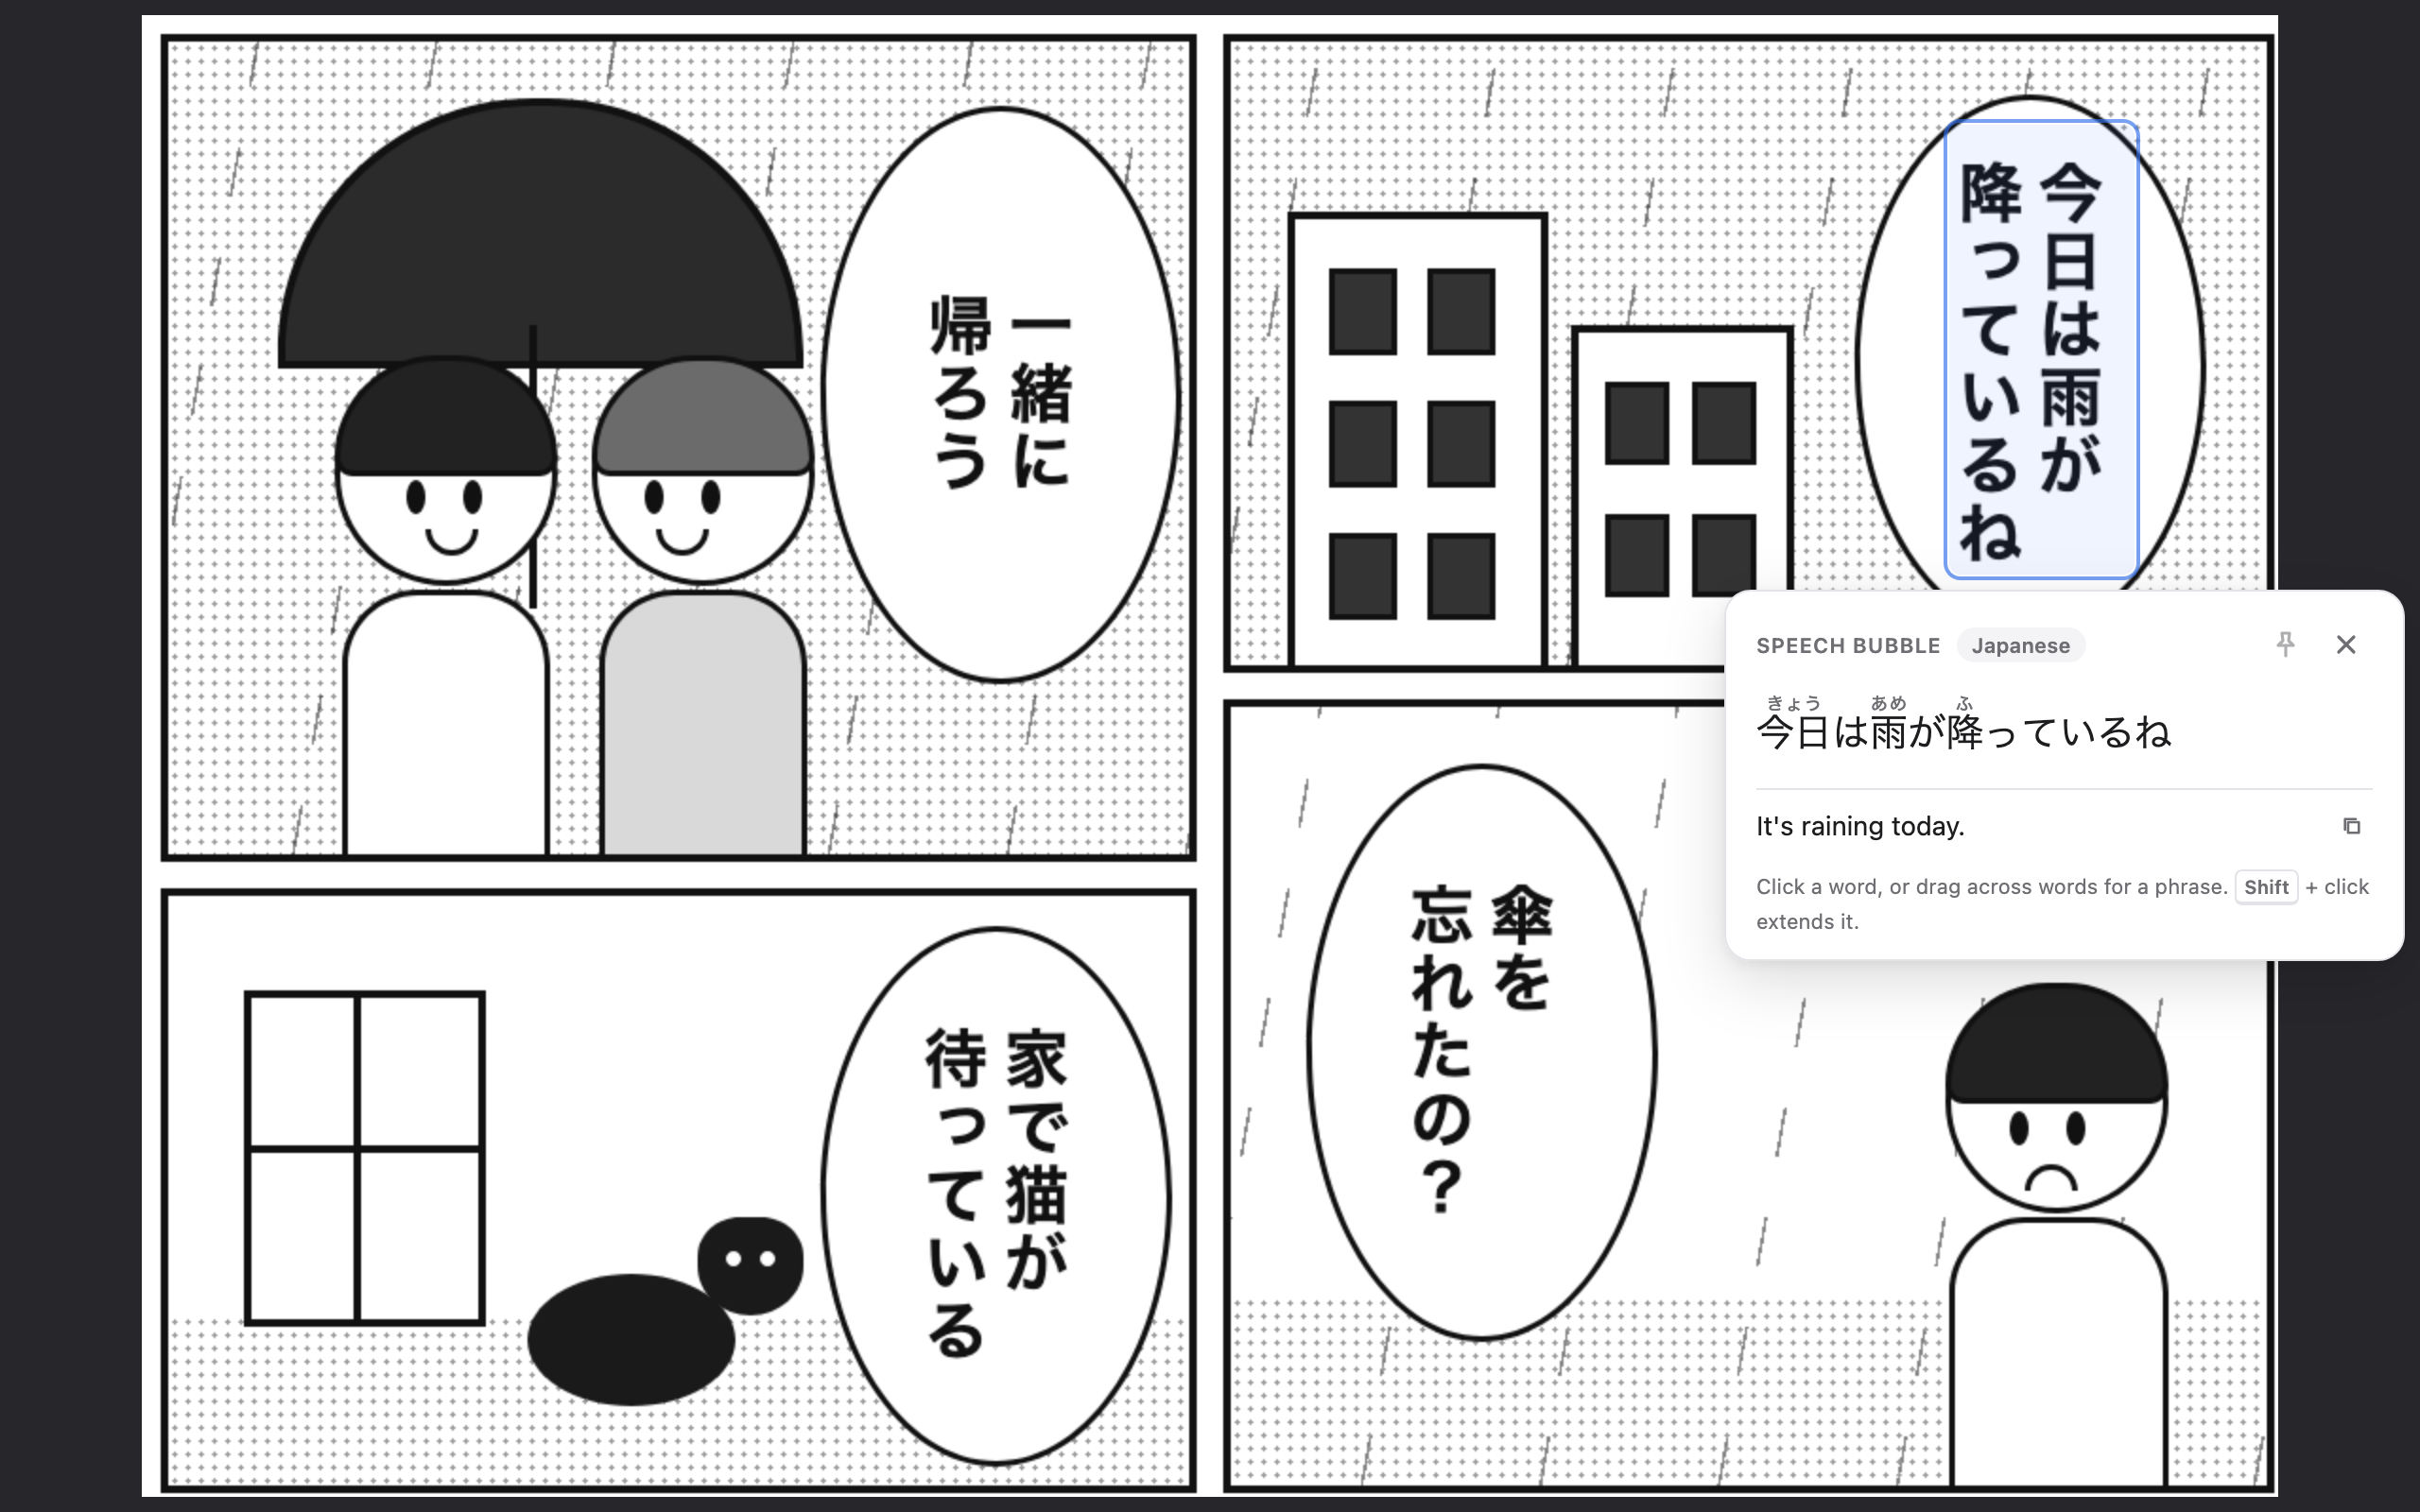 今日は雨が
降っているね
SPEECH BUBBLE Japanese
きょう あめ ふ
今日は雨が降っているね
It's raining today.
Click a word, or drag across words for a phrase. Shift + click
extends it.
傘を
忘れたの？
一緒に
帰ろう
家で猫が
待っている